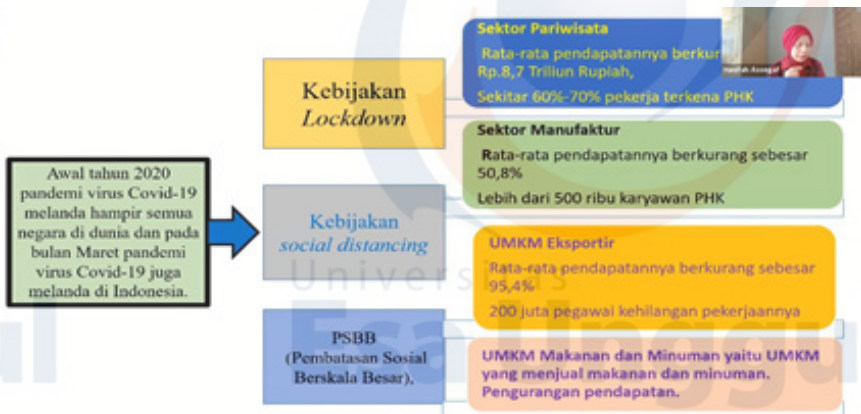 Awal tahun 2020
pandemi virus Covid-19
melanda hampir semua
negara di dunia dan pada
bulan Maret pandemi
virus Covid-19 juga
melanda di Indonesia.
Kebijakan
Lockdown
Kebijakan
social distancing
PSBB
(Pembatasan Sosial
Berskala Besar),
Sektor Pariwisata
Rata-rata pendapatannya
Rp.8,7 Triliun Rupiah,
Sekitar 60%-70% pekerja terkena PHK
Sektor Manufaktur
Rata-rata pendapatannya berkurang sebesar
50,8%
Lebih dari 500 ribu karyawan PHK
UMKM Eksportir
Rata-rata pendapatannya berkurang sebesar
95,4%
200 juta pegawai kehilangan pekerjaannya
UMKM Makanan dan Minuman yaitu UMKM
yang menjual makanan dan minuman.
Pengurangan pendapatan.
Universitas
Esa Unggu
ul